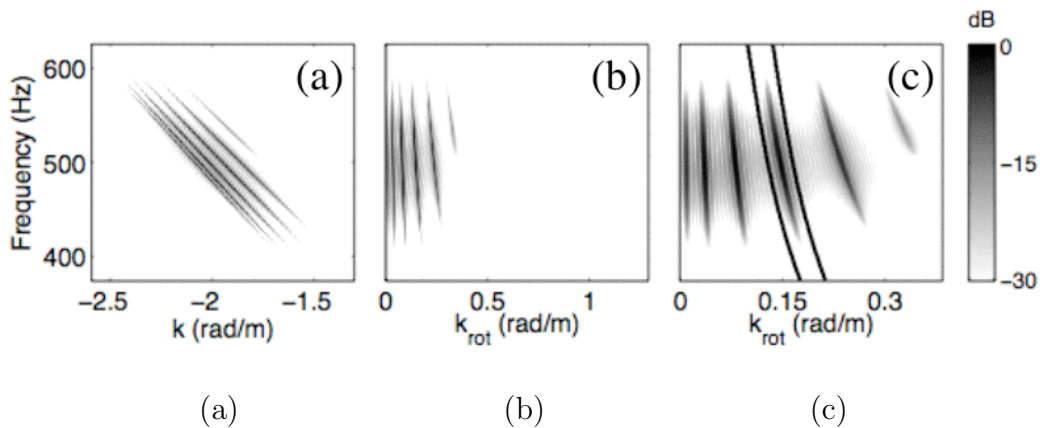 dB
(a)
(b)
(c)
Frequency (Hz)
600
500
400
0
−15
−30
−2.5
−2
−1.5
0
0.5
1
0
0.15
0.3
k (rad/m)
k_rot (rad/m)
k_rot (rad/m)
(a)
(b)
(c)